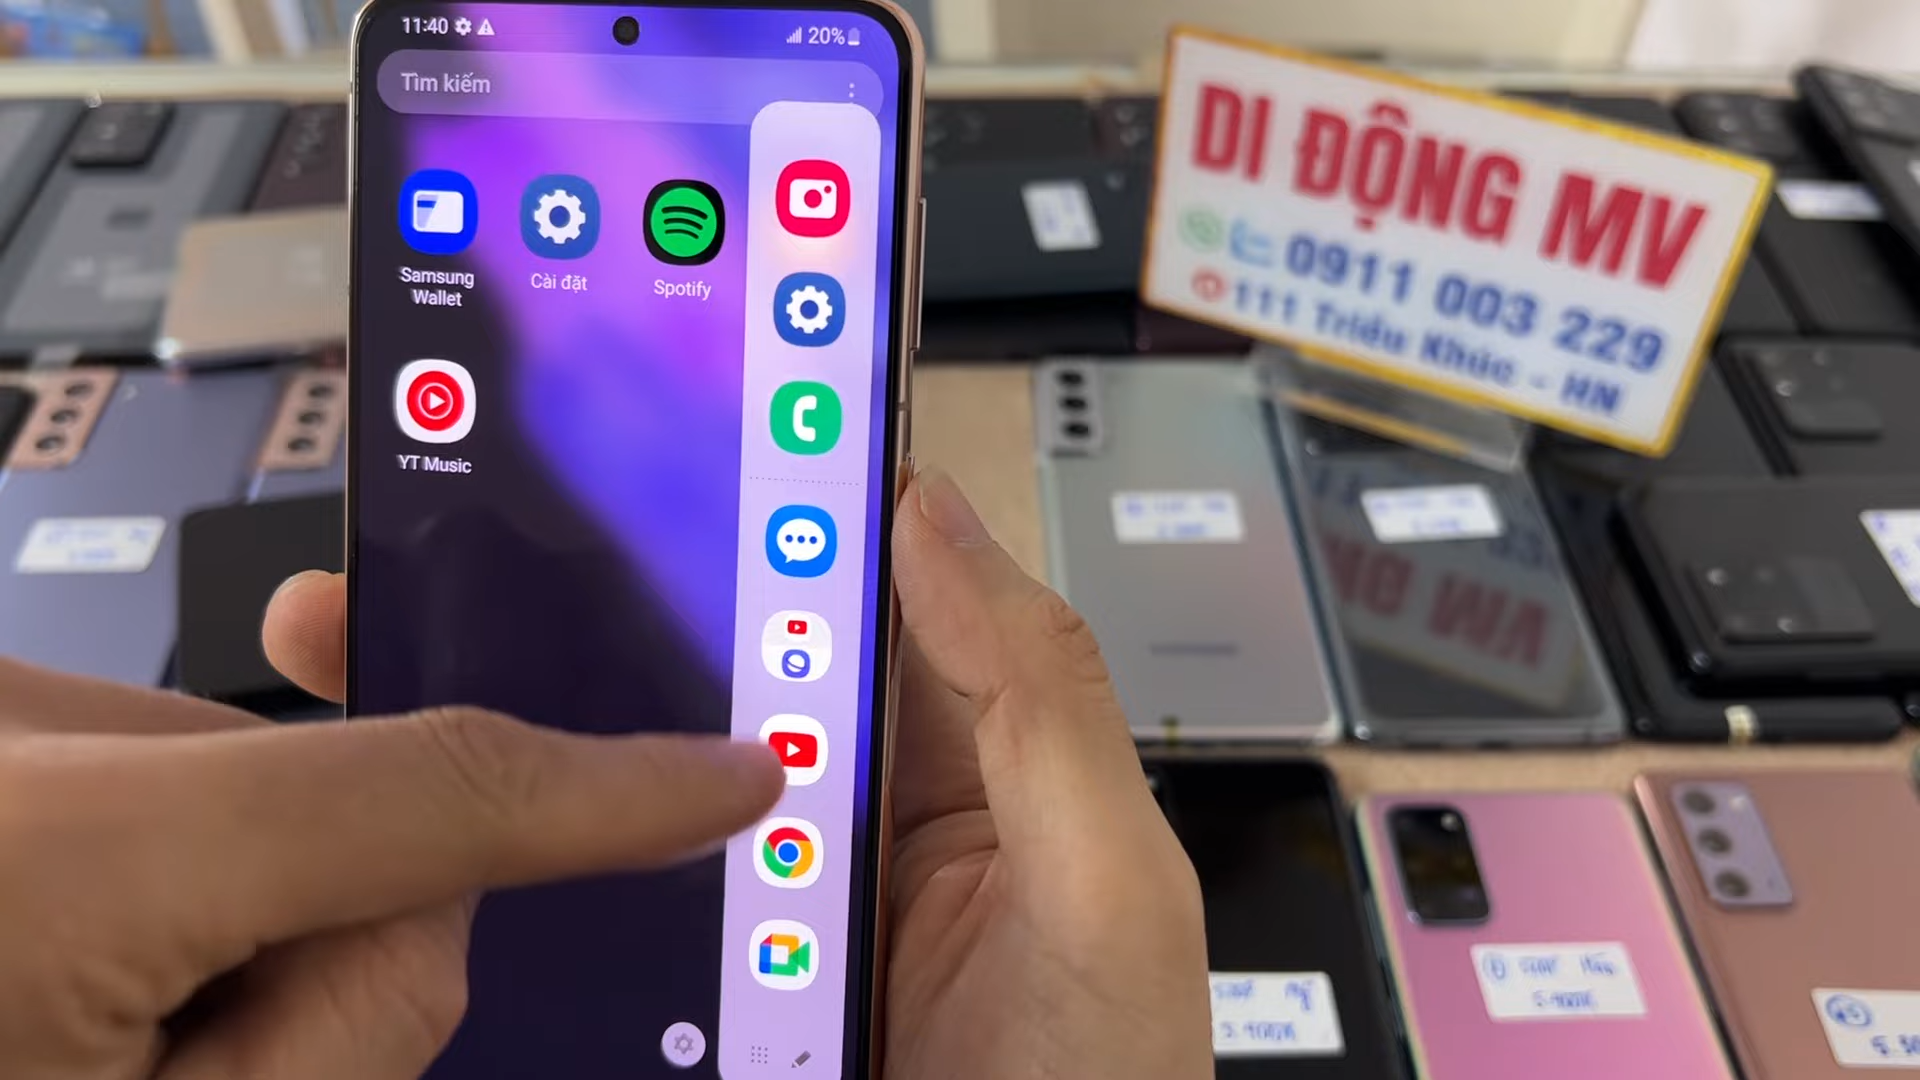 11:40
20%
Tìm kiếm
Samsung
Wallet
Cài đặt
Spotify
YT Music
DI ĐỘNG MV
0911 003 229
111 Triều Khúc - HN